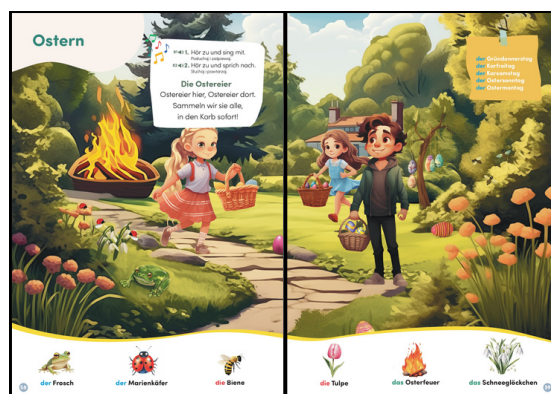 Ostern
1. Hör zu und sing mit.
Posłuchaj i zaśpiewaj.
2. Hör zu und sprich nach.
Słuchaj i powtarzaj.
Die Ostereier
Ostereier hier, Ostereier dort.
Sammeln wir sie alle,
in den Korb sofort!
der Gründonnerstag
der Karfreitag
der Karsamstag
der Ostersonntag
der Ostermontag
der Frosch
der Marienkäfer
die Biene
die Tulpe
das Osterfeuer
das Schneeglöckchen